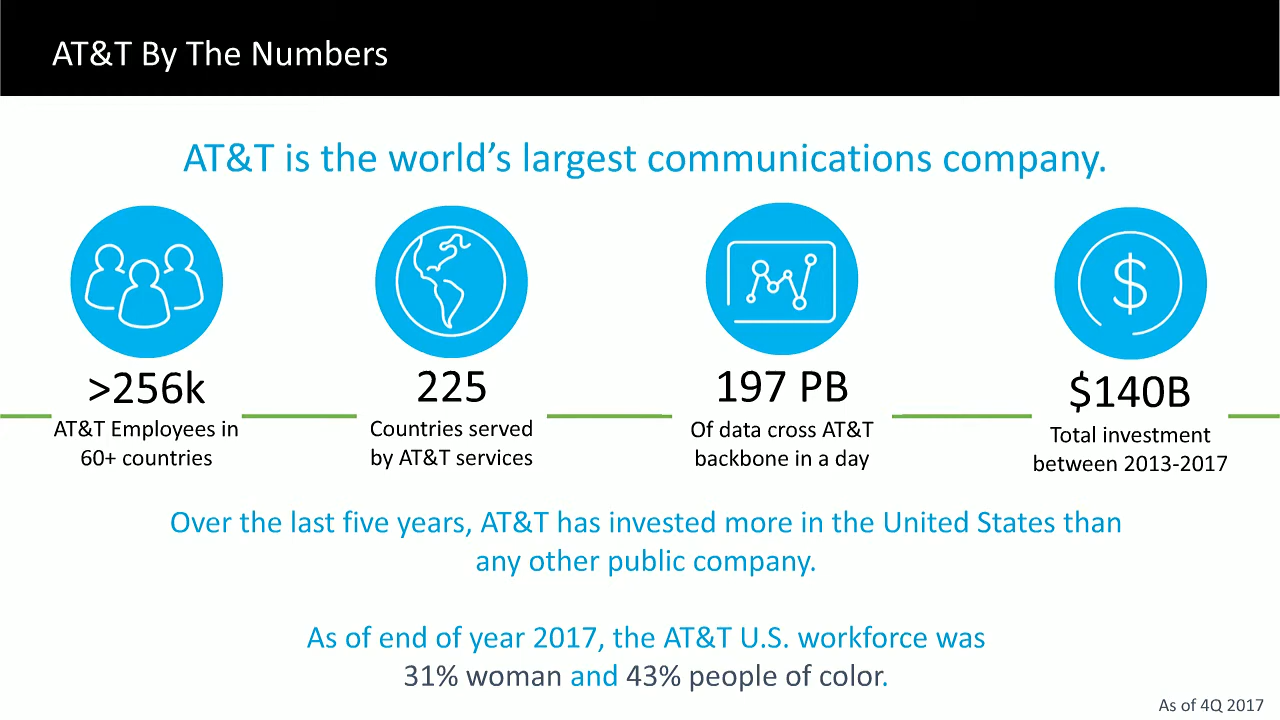 AT&T By The Numbers
AT&T is the world’s largest communications company.
>256k
AT&T Employees in
60+ countries
225
Countries served
by AT&T services
197 PB
Of data cross AT&T
backbone in a day
$140B
Total investment
between 2013-2017
Over the last five years, AT&T has invested more in the United States than
any other public company.
As of end of year 2017, the AT&T U.S. workforce was
31% woman and 43% people of color.
As of 4Q 2017